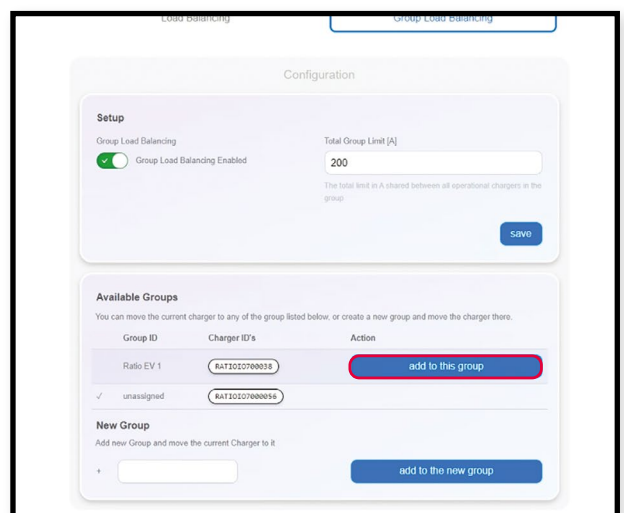 Load Balancing
Group Load Balancing
Configuration
Setup
Group Load Balancing
Total Group Limit [A]
Group Load Balancing Enabled
200
The total limit in A shared between all operational chargers in the
group
save
Available Groups
You can move the current charger to any of the group listed below, or create a new group and move the charger there.
Group ID Charger ID's Action
Ratio EV 1 RATIOIO700038 add to this group
✓ unassigned RATIOIO7000056
New Group
Add new Group and move the current Charger to it
+ add to the new group